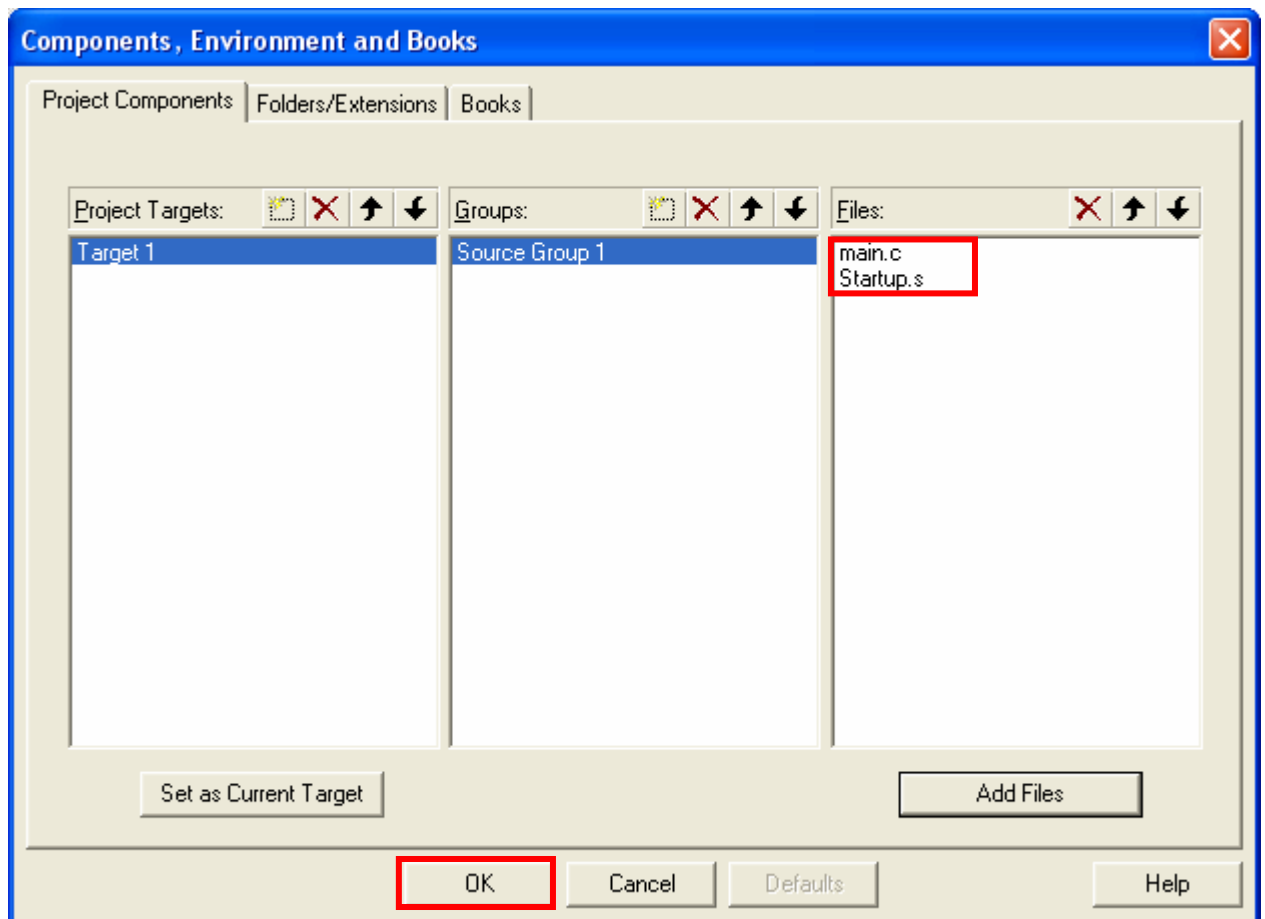 Components, Environment and Books
Project Components Folders/Extensions Books
Project Targets: Groups: Files:
Target 1 Source Group 1 main.c
Startup.s
Set as Current Target Add Files
OK Cancel Defaults Help